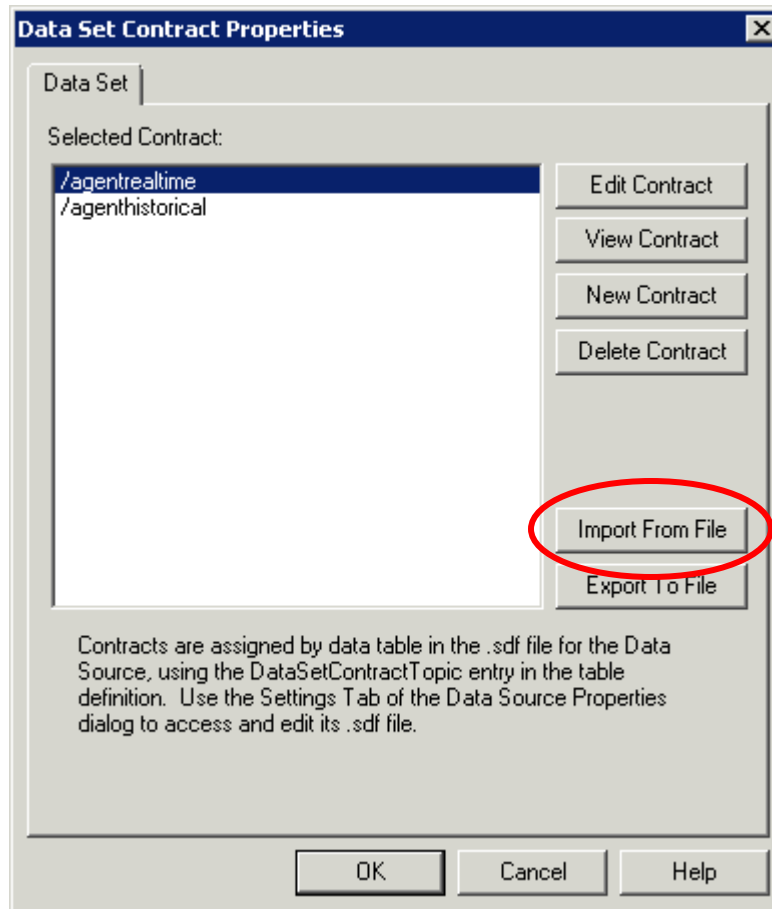 Data Set Contract Properties
Data Set
Selected Contract:
/agentrealtime
/agenthistorical
Edit Contract
View Contract
New Contract
Delete Contract
Import From File
Export To File
Contracts are assigned by data table in the .sdf file for the Data
Source, using the DataSetContractTopic entry in the table
definition. Use the Settings Tab of the Data Source Properties
dialog to access and edit its .sdf file.
OK
Cancel
Help